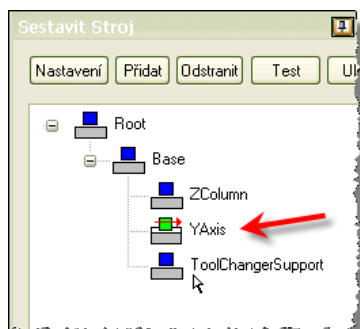 Sestavit Stroj
Nastavení Přidat Odstranit Test
Root
Base
ZColumn
YAxis
ToolChangerSupport